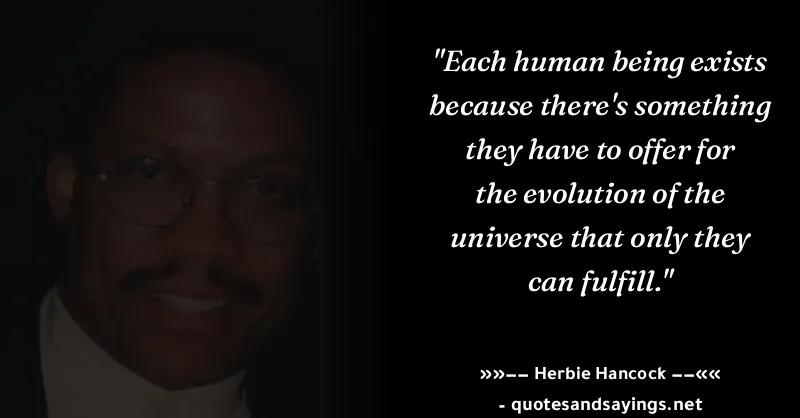 "Each human being exists
because there's something
they have to offer for
the evolution of the
universe that only they
can fulfill."
»»−− Herbie Hancock −−««
- quotesandsayings.net